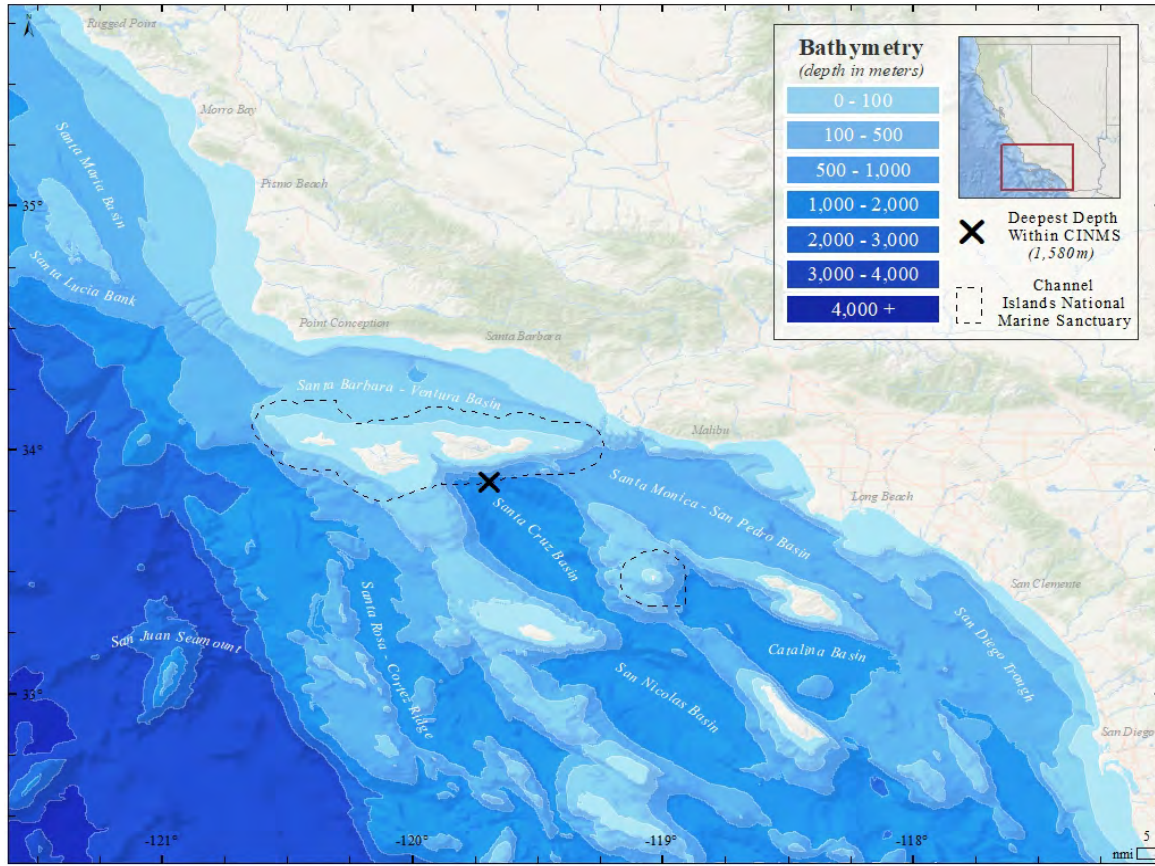 N
Rugged Point
Morro Bay
Pismo Beach
Point Conception
Santa Barbara
Malibu
Long Beach
San Clemente
San Diego
Santa Maria Basin
Santa Lucia Bank
Santa Barbara - Ventura Basin
Santa Monica - San Pedro Basin
Santa Cruz Basin
Santa Rosa - Cortez Ridge
San Juan Seamount
San Nicolas Basin
Catalina Basin
San Diego Trough
Bathymetry
(depth in meters)
0 - 100
100 - 500
500 - 1,000
1,000 - 2,000
2,000 - 3,000
3,000 - 4,000
4,000 +
Deepest Depth
Within CINMS
(1,580m)
Channel
Islands National
Marine Sanctuary
35°
34°
33°
-121°
-120°
-119°
-118°
5
nmi